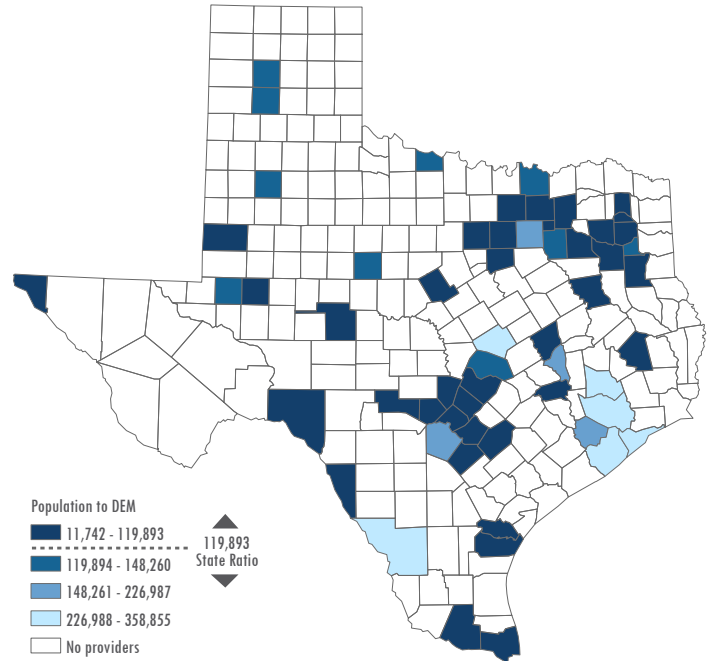 Population to DEM
11,742 - 119,893
119,893
State Ratio
119,894 - 148,260
148,261 - 226,987
226,988 - 358,855
No providers